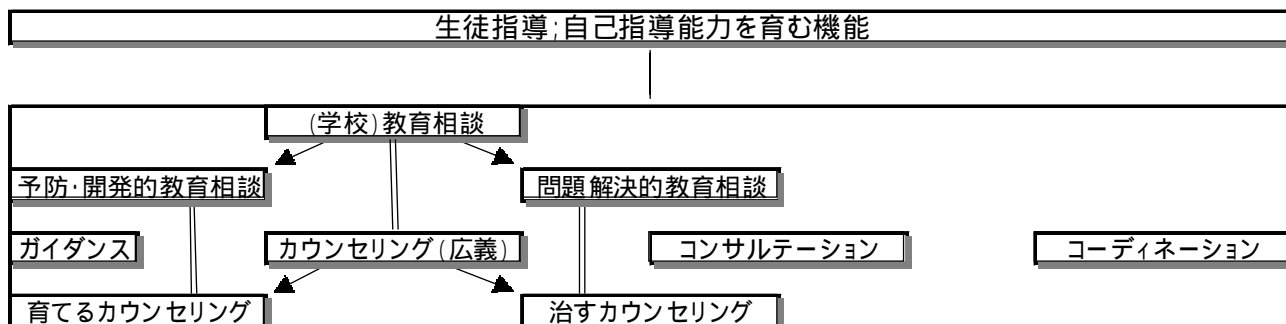 生徒指導;自己指導能力を育む機能
(学校)教育相談
予防・開発的教育相談 問題解決的教育相談
ガイダンス カウンセリング(広義) コンサルテーション コーディネーション
育てるカウンセリング 治すカウンセリング